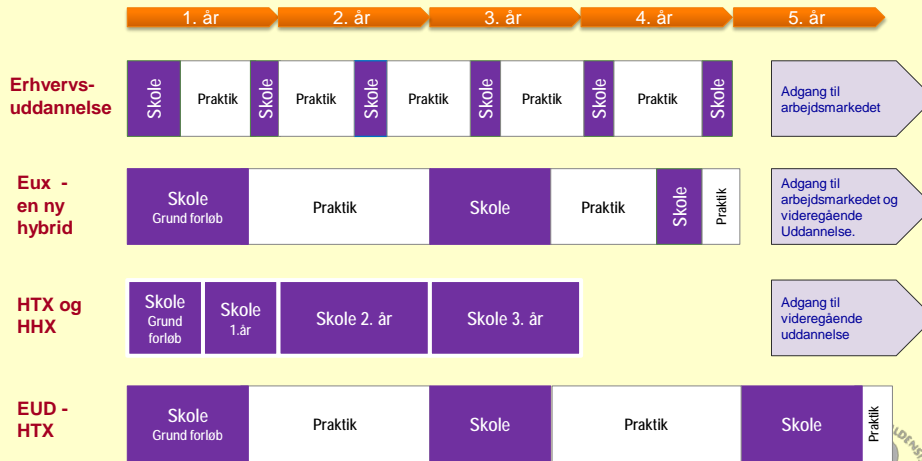 1. år 2. år 3. år 4. år 5. år
Erhvervs-
uddannelse
Skole Praktik Skole Praktik Skole Praktik Skole Praktik Skole Praktik Skole
Adgang til
arbejdsmarkedet
Eux -
en ny
hybrid
Skole
Grund forløb
Praktik
Skole
Praktik
Skole
Praktik
Adgang til
arbejdsmarkedet og
videregående
Uddannelse.
HTX og
HHX
Skole
Grund
forløb
Skole
1.år
Skole 2. år
Skole 3. år
Adgang til
videregående
uddannelse
EUD -
HTX
Skole
Grund forløb
Praktik
Skole
Praktik
Skole
Praktik